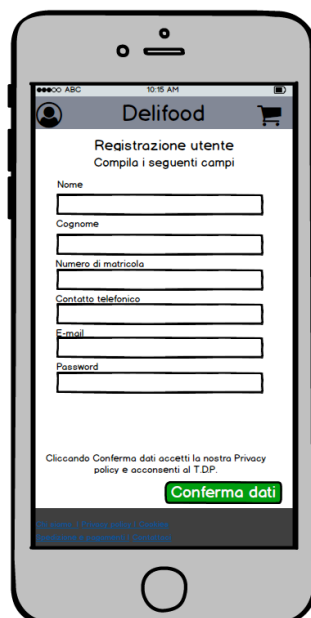 ABC 10:15 AM
Delifood
Registrazione utente
Compila i seguenti campi
Nome
Cognome
Numero di matricola
Contatto telefonico
E-mail
Password
Cliccando Conferma dati accetti la nostra Privacy
policy e acconsenti al T.D.P.
Conferma dati